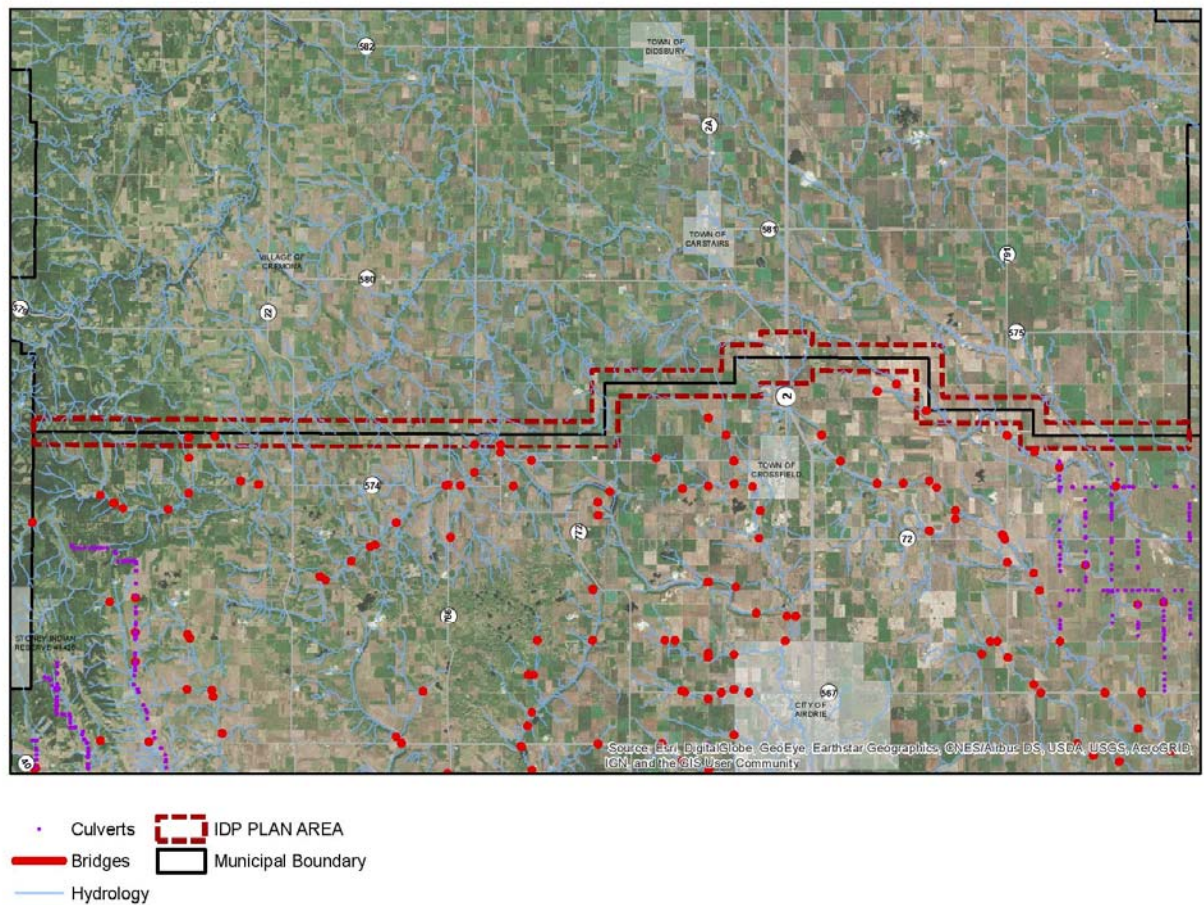 582
TOWN OF
DIDSBURY
2A
TOWN OF
CARSTAIRS
581
VILLAGE OF
CREMONA
580
791
22
575
2
TOWN OF
CROSSFIELD
574
772
72
766
STONEY INDIAN
567
CITY OF
AIRDRIE
40
Source: Esri, DigitalGlobe, GeoEye, Earthstar Geographics, CNES/Airbus DS, USDA, USGS, AeroGRID,
IGN, and the GIS User Community
Culverts
IDP PLAN AREA
Bridges
Municipal Boundary
Hydrology